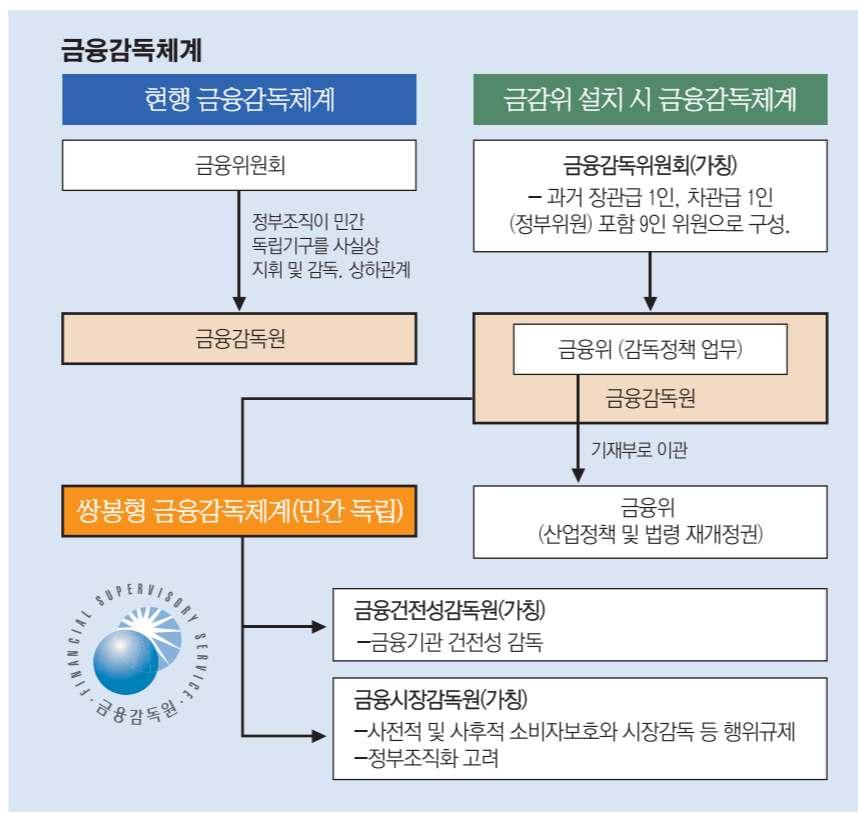 금융감독체계
현행 금융감독체계
금융위원회
정부조직이 민간
독립기구를 사실상
지휘 및 감독. 상하관계
금융감독원
금감위 설치 시 금융감독체계
금융감독위원회(가칭)
– 과거 장관급 1인, 차관급 1인
(정부위원) 포함 9인 위원으로 구성.
금융위 (감독정책 업무)
금융감독원
기재부로 이관
금융위
(산업정책 및 법령 재개정권)
쌍봉형 금융감독체계(민간 독립)
금융건전성감독원(가칭)
–금융기관 건전성 감독
금융시장감독원(가칭)
–사전적 및 사후적 소비자보호와 시장감독 등 행위규제
–정부조직화 고려
FINANCIAL SUPERVISORY SERVICE
·금융감독원·